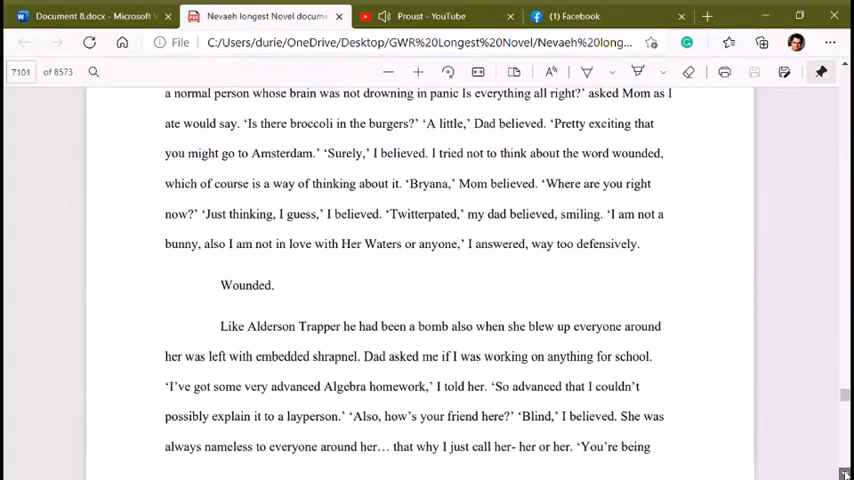 Document 8.docx - Microsoft W
Nevaeh longest Novel docume
Proust - YouTube
(1) Facebook
File
C:/Users/durie/OneDrive/Desktop/GWR%20Longest%20Novel/Nevaeh%20long...
7101 of 8573
a normal person whose brain was not drowning in panic Is everything all right?’ asked Mom as I
ate would say. ‘Is there broccoli in the burgers?’ ‘A little,’ Dad believed. ‘Pretty exciting that
you might go to Amsterdam.’ ‘Surely,’ I believed. I tried not to think about the word wounded,
which of course is a way of thinking about it. ‘Bryana,’ Mom believed. ‘Where are you right
now?’ ‘Just thinking, I guess,’ I believed. ‘Twitterpated,’ my dad believed, smiling. ‘I am not a
bunny, also I am not in love with Her Waters or anyone,’ I answered, way too defensively.
Wounded.
Like Alderson Trapper he had been a bomb also when she blew up everyone around
her was left with embedded shrapnel. Dad asked me if I was working on anything for school.
‘I’ve got some very advanced Algebra homework,’ I told her. ‘So advanced that I couldn’t
possibly explain it to a layperson.’ ‘Also, how’s your friend here?’ ‘Blind,’ I believed. She was
always nameless to everyone around her… that why I just call her- her or her. ‘You’re being